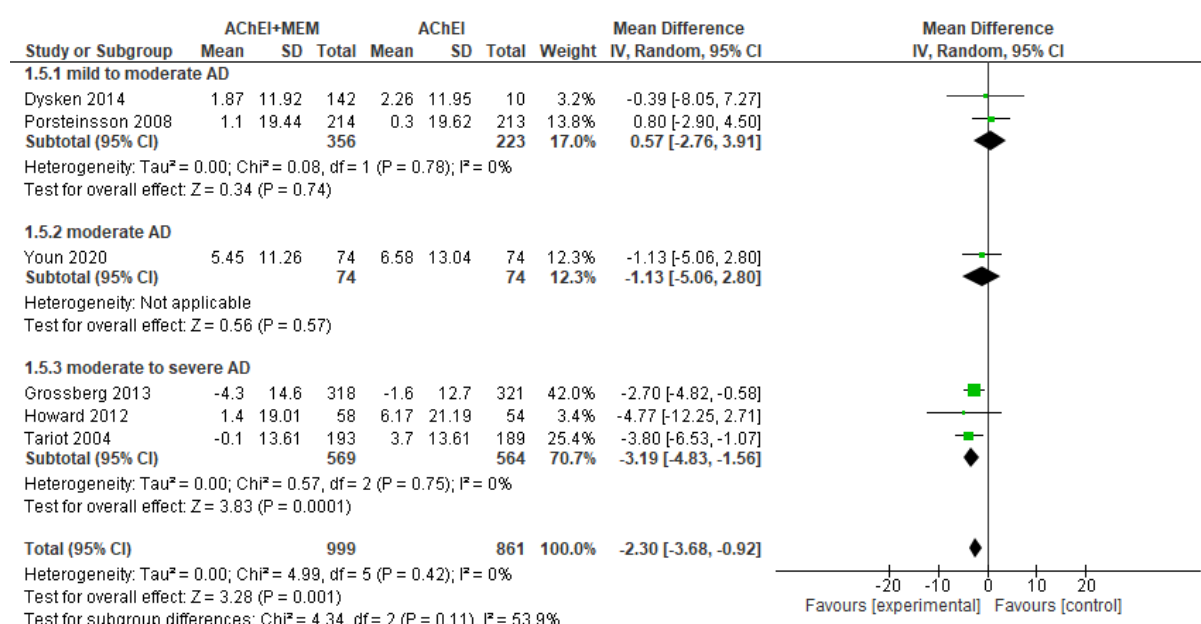 AChEI+MEM AChEI Mean Difference Mean Difference
Study or Subgroup Mean SD Total Mean SD Total Weight IV, Random, 95% CI IV, Random, 95% CI
1.5.1 mild to moderate AD
Dysken 2014 1.87 11.92 142 2.26 11.95 10 3.2% -0.39 [-8.05, 7.27]
Porsteinsson 2008 1.1 19.44 214 0.3 19.62 213 13.8% 0.80 [-2.90, 4.50]
Subtotal (95% CI) 356 223 17.0% 0.57 [-2.76, 3.91]
Heterogeneity: Tau² = 0.00; Chi² = 0.08, df = 1 (P = 0.78); I² = 0%
Test for overall effect: Z = 0.34 (P = 0.74)
1.5.2 moderate AD
Youn 2020 5.45 11.26 74 6.58 13.04 74 12.3% -1.13 [-5.06, 2.80]
Subtotal (95% CI) 74 74 12.3% -1.13 [-5.06, 2.80]
Heterogeneity: Not applicable
Test for overall effect: Z = 0.56 (P = 0.57)
1.5.3 moderate to severe AD
Grossberg 2013 -4.3 14.6 318 -1.6 12.7 321 42.0% -2.70 [-4.82, -0.58]
Howard 2012 1.4 19.01 58 6.17 21.19 54 3.4% -4.77 [-12.25, 2.71]
Tariot 2004 -0.1 13.61 193 3.7 13.61 189 25.4% -3.80 [-6.53, -1.07]
Subtotal (95% CI) 569 564 70.7% -3.19 [-4.83, -1.56]
Heterogeneity: Tau² = 0.00; Chi² = 0.57, df = 2 (P = 0.75); I² = 0%
Test for overall effect: Z = 3.83 (P = 0.0001)
Total (95% CI) 999 861 100.0% -2.30 [-3.68, -0.92]
Heterogeneity: Tau² = 0.00; Chi² = 4.99, df = 5 (P = 0.42); I² = 0%
Test for overall effect: Z = 3.28 (P = 0.001)
Test for subgroup differences: Chi² = 4.34, df = 2 (P = 0.11), I² = 53.9%
-20 -10 0 10 20
Favours [experimental] Favours [control]